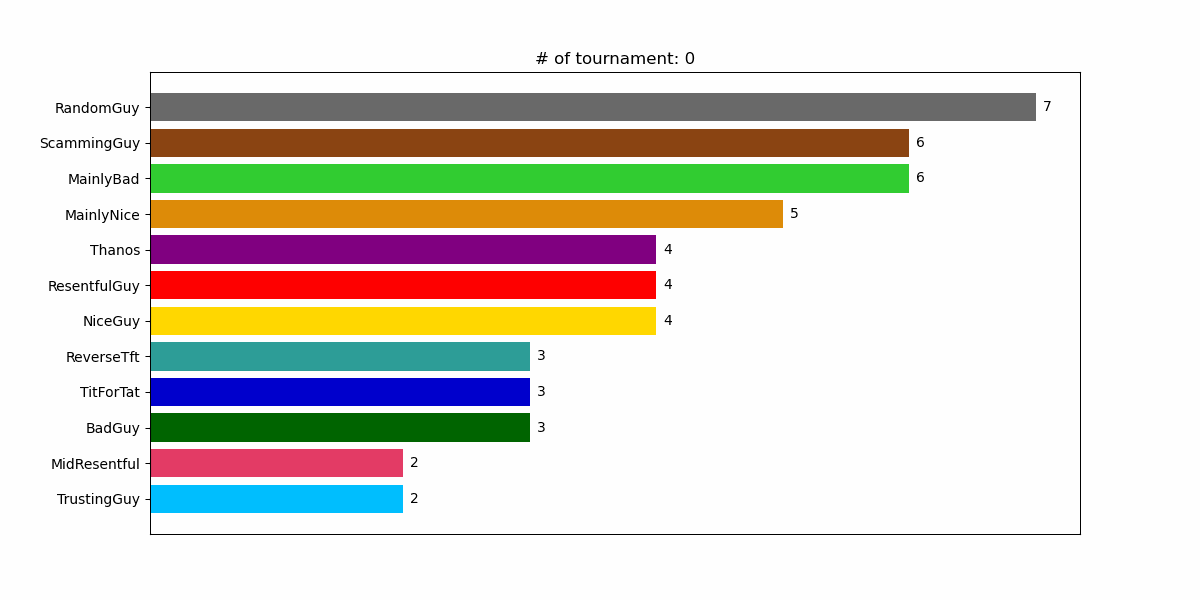 # of tournament: 0
RandomGuy 7
ScammingGuy 6
MainlyBad 6
MainlyNice 5
Thanos 4
ResentfulGuy 4
NiceGuy 4
ReverseTft 3
TitForTat 3
BadGuy 3
MidResentful 2
TrustingGuy 2